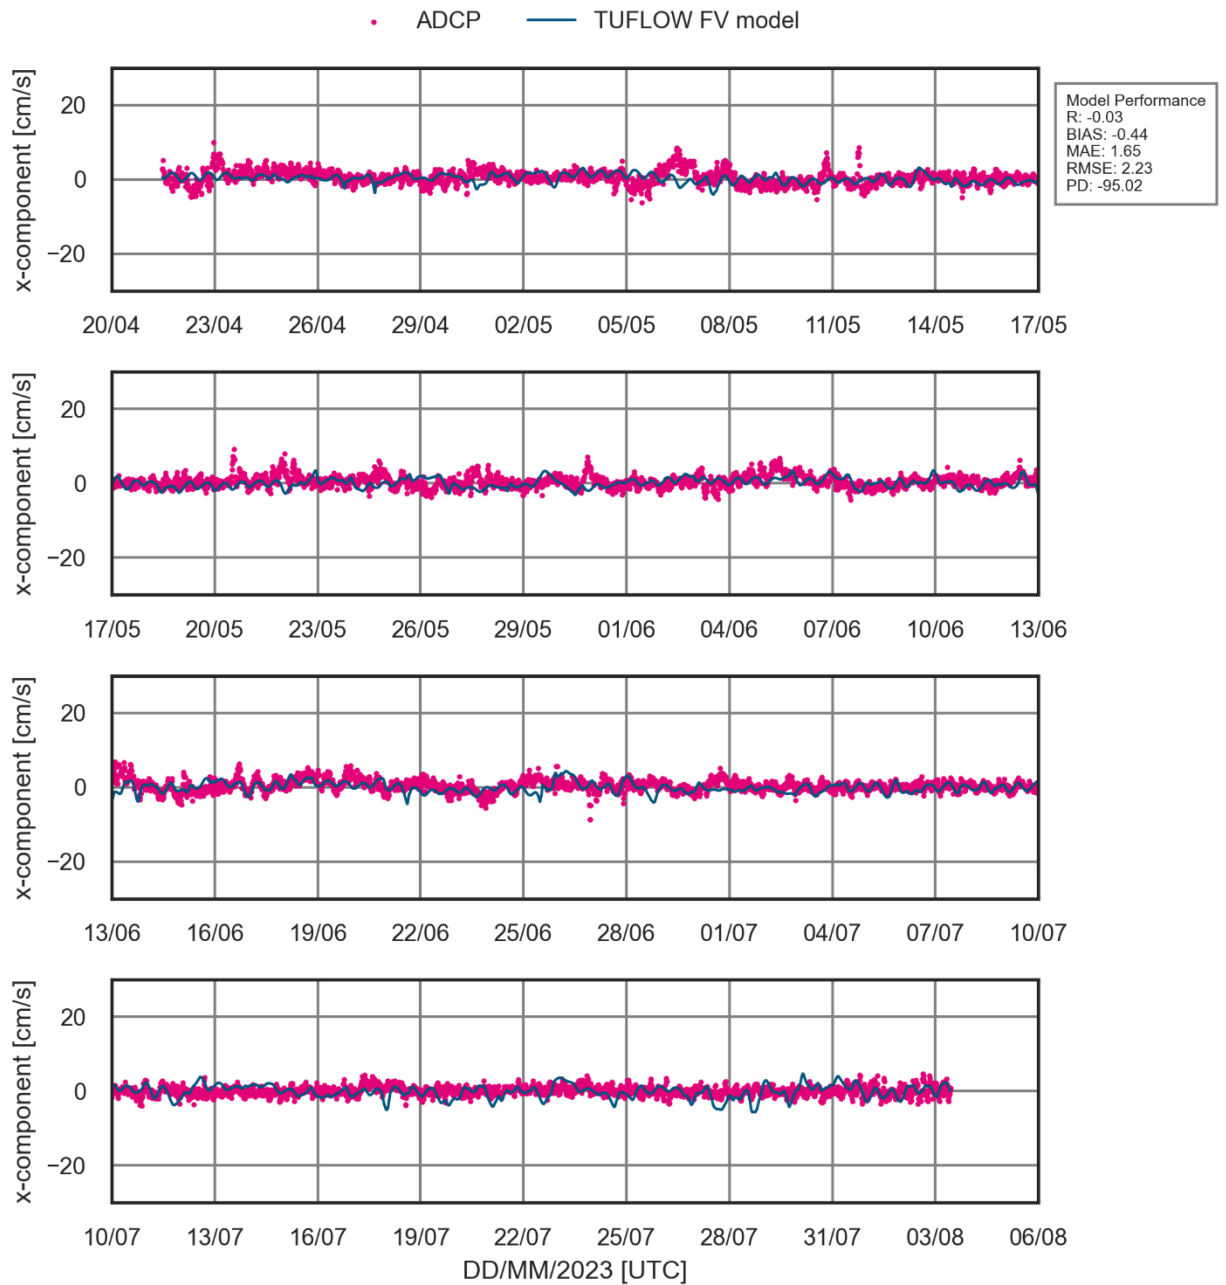 ADCP TUFLOW FV model
x-component [cm/s]
20
0
−20
20/04 23/04 26/04 29/04 02/05 05/05 08/05 11/05 14/05 17/05
Model Performance
R: -0.03
BIAS: -0.44
MAE: 1.65
RMSE: 2.23
PD: -95.02
x-component [cm/s]
20
0
−20
17/05 20/05 23/05 26/05 29/05 01/06 04/06 07/06 10/06 13/06
x-component [cm/s]
20
0
−20
13/06 16/06 19/06 22/06 25/06 28/06 01/07 04/07 07/07 10/07
x-component [cm/s]
20
0
−20
10/07 13/07 16/07 19/07 22/07 25/07 28/07 31/07 03/08 06/08
DD/MM/2023 [UTC]